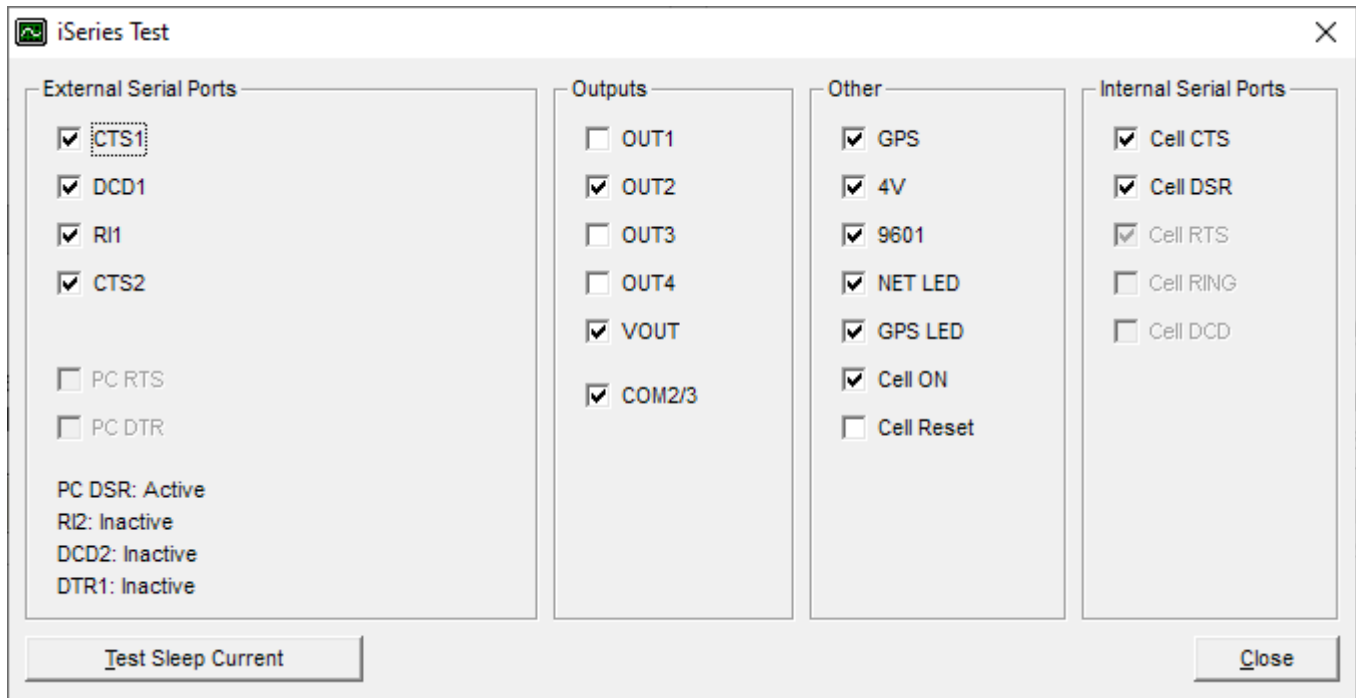 iSeries Test
External Serial Ports
CTS1
DCD1
RI1
CTS2
PC RTS
PC DTR
PC DSR: Active
RI2: Inactive
DCD2: Inactive
DTR1: Inactive
Outputs
OUT1
OUT2
OUT3
OUT4
VOUT
COM2/3
Other
GPS
4V
9601
NET LED
GPS LED
Cell ON
Cell Reset
Internal Serial Ports
Cell CTS
Cell DSR
Cell RTS
Cell RING
Cell DCD
Test Sleep Current
Close